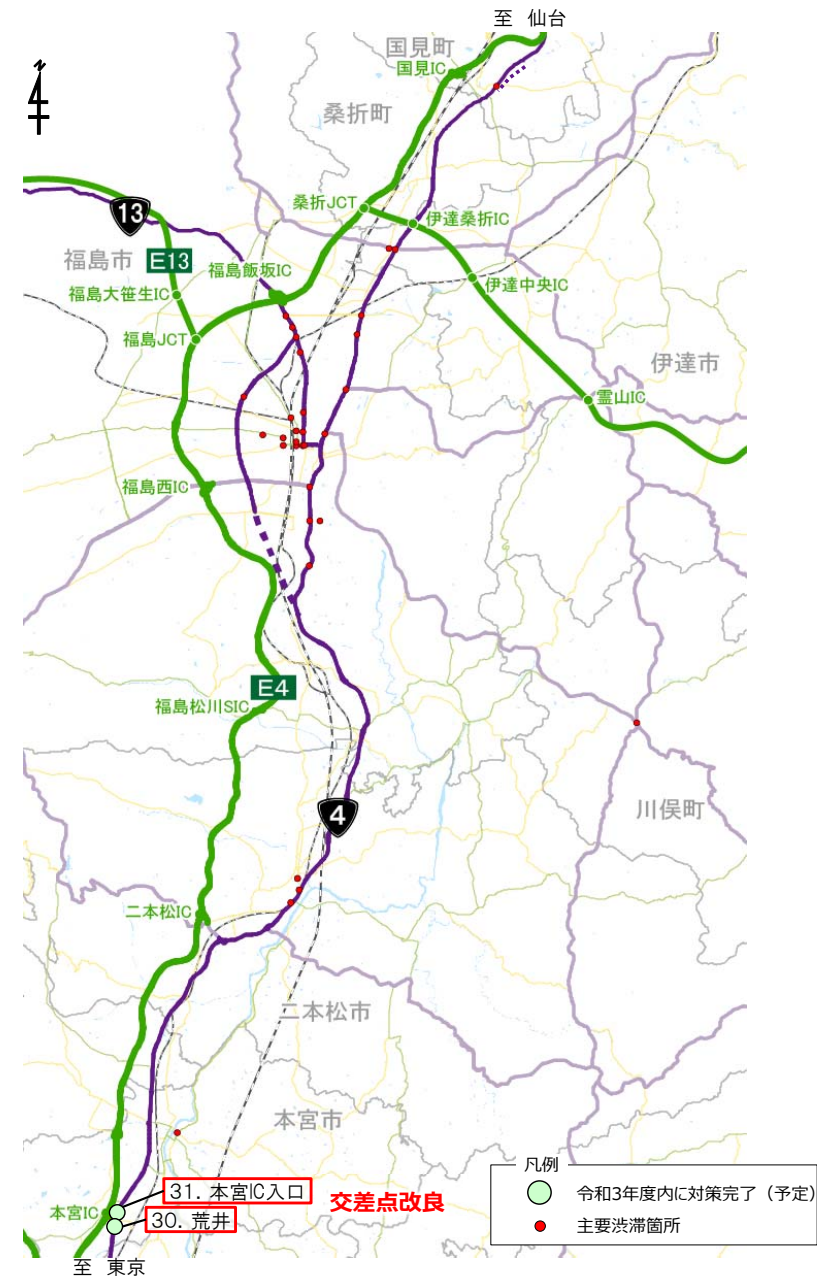 至 仙台
国見町
国見IC
桑折町
桑折JCT
伊達桑折IC
13
福島市
E13
福島飯坂IC
福島大笹生IC
伊達中央IC
福島JCT
伊達市
霊山IC
福島西IC
E4
福島松川SIC
4
川俣町
二本松IC
二本松市
本宮市
31. 本宮IC入口
本宮IC
30. 荒井
交差点改良
至 東京
凡例
令和3年度内に対策完了（予定）
主要渋滞箇所